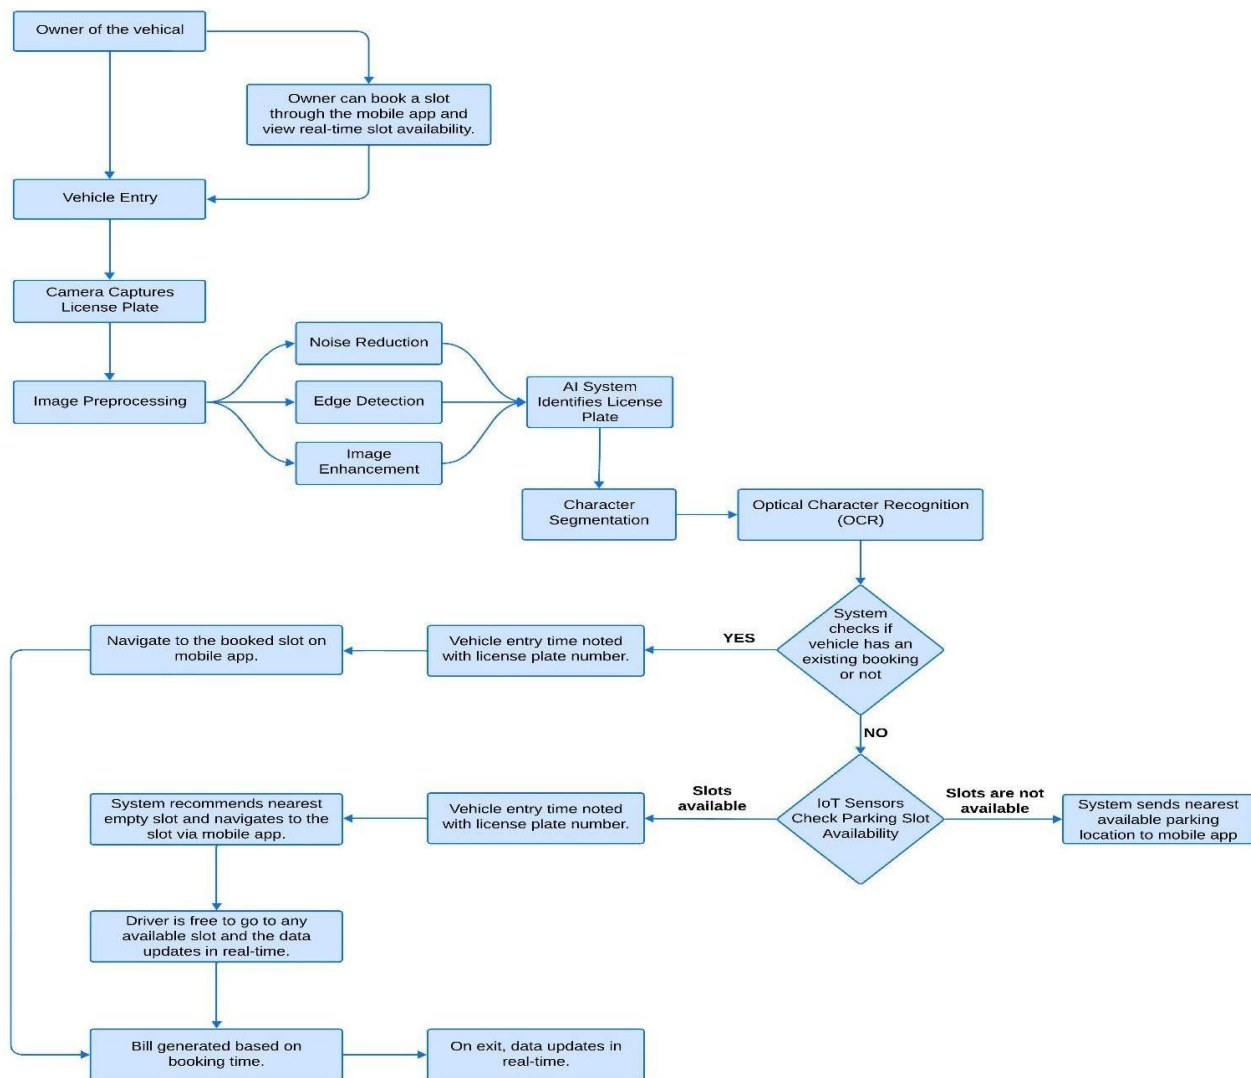 Owner of the vehical
Owner can book a slot
through the mobile app and
view real-time slot availability.
Vehicle Entry
Camera Captures
License Plate
Image Preprocessing
Noise Reduction
Edge Detection
Image
Enhancement
AI System
Identifies License
Plate
Character
Segmentation
Optical Character Recognition
(OCR)
System
checks if
vehicle has an
existing booking
or not
YES
Vehicle entry time noted
with license plate number.
Navigate to the booked slot on
mobile app.
NO
IoT Sensors
Check Parking Slot
Availability
Slots are not
available
System sends nearest
available parking
location to mobile app
Slots
available
Vehicle entry time noted
with license plate number.
System recommends nearest
empty slot and navigates to the
slot via mobile app.
Driver is free to go to any
available slot and the data
updates in real-time.
Bill generated based on
booking time.
On exit, data updates in
real-time.